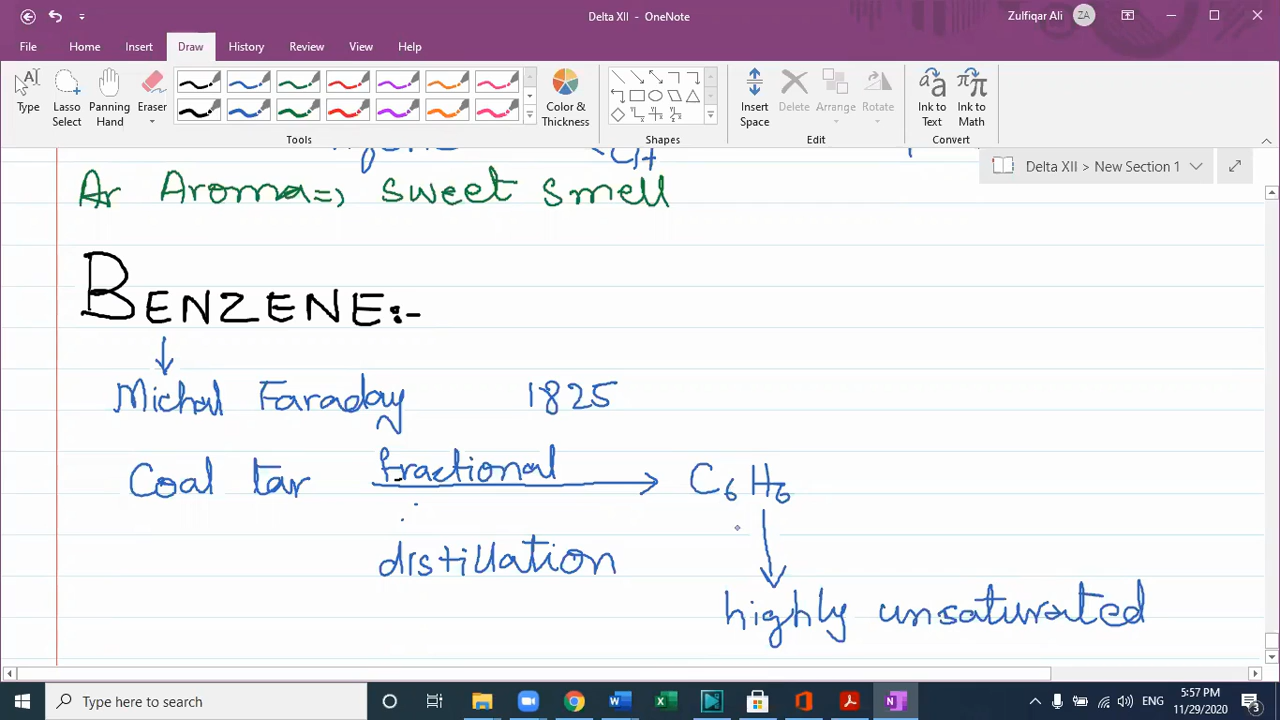 Delta XII - OneNote
Zulfiqar Ali ZA
File Home Insert Draw History Review View Help
Type Lasso Select Panning Hand Eraser Color & Thickness Insert Space Delete Arrange Rotate Ink to Text Ink to Math
Tools Shapes Edit Convert
Delta XII > New Section 1
Ar Aroma=> sweet smell
BENZENE:-
Michal Faraday 1825
Coal tar fractional C6H6
distillation
highly unsaturated
Type here to search
ENG 5:57 PM 11/29/2020 3